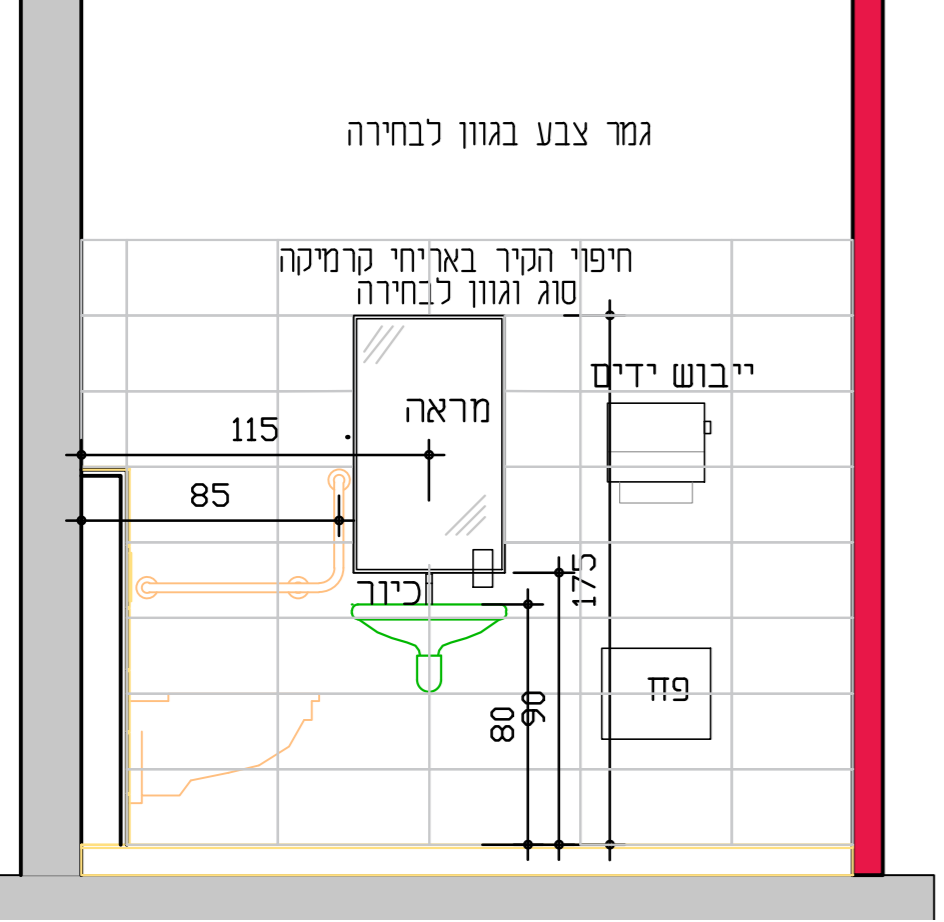 גמר צבע בגוון לבחירה
חיפוי הקיר באריחי קרמיקה
סוג וגוון לבחירה
ייבוש ידים
מראה
115
85
175
כיור
פח
80
90